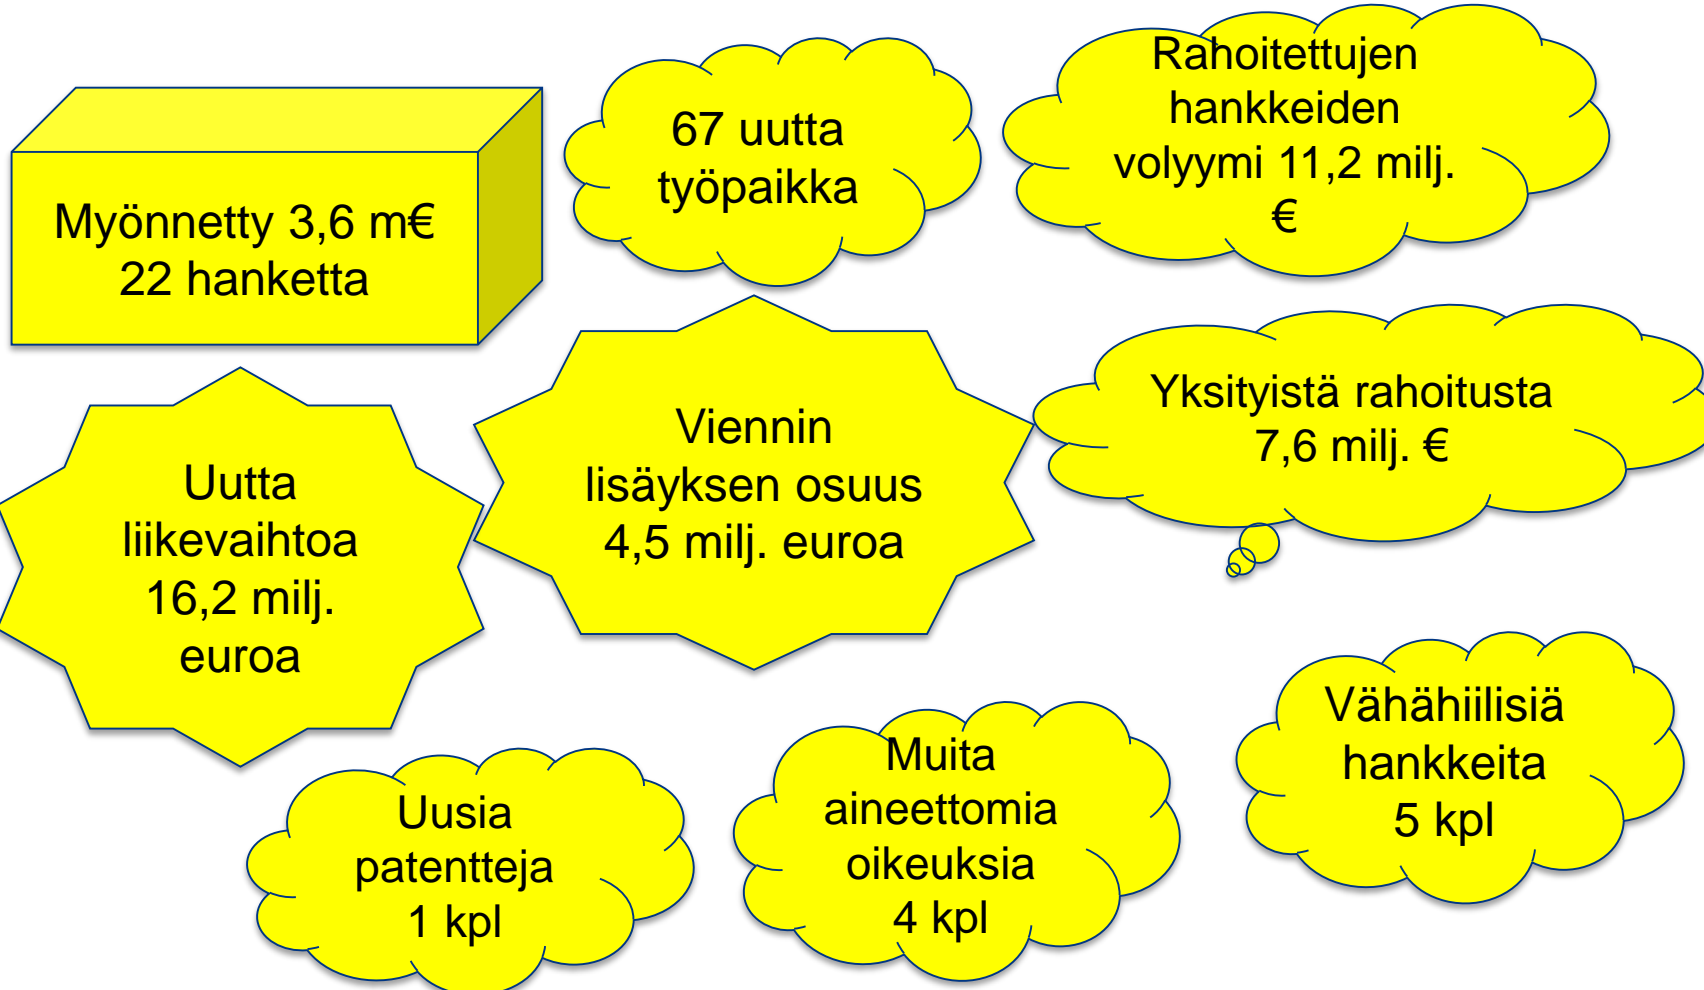 Myönnetty 3,6 m€
22 hanketta
67 uutta
työpaikka
Rahoitettujen
hankkeiden
volyymi 11,2 milj.
€
Uutta
liikevaihtoa
16,2 milj.
euroa
Viennin
lisäyksen osuus
4,5 milj. euroa
Yksityistä rahoitusta
7,6 milj. €
Uusia
patentteja
1 kpl
Muita
aineettomia
oikeuksia
4 kpl
Vähähiilisiä
hankkeita
5 kpl